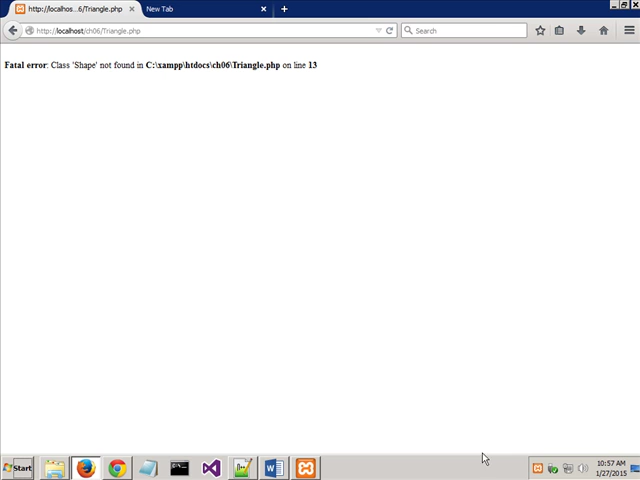 http://localhos...6/Triangle.php
New Tab
http://localhost/ch06/Triangle.php
Search
Fatal error: Class 'Shape' not found in C:\xampp\htdocs\ch06\Triangle.php on line 13
Start
10:57 AM
1/27/2015